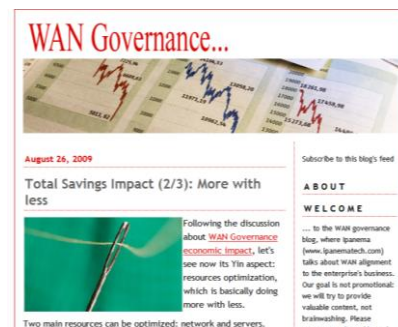 WAN Governance...
August 26, 2009
Total Savings Impact (2/3): More with
less
Following the discussion
about WAN Governance
economic impact, let's
see now its Yin aspect:
resources optimization,
which is basically doing
more with less.
Two main resources can be optimized: network and servers.
Subscribe to this blog's feed
ABOUT
WELCOME
... to the WAN governance
blog, where ipanema
(www.ipanematech.com)
talks about WAN alignment
to the enterprise's business.
Our goal is not promotional:
we will try to provide
valuable content, not
brainwashing. Please